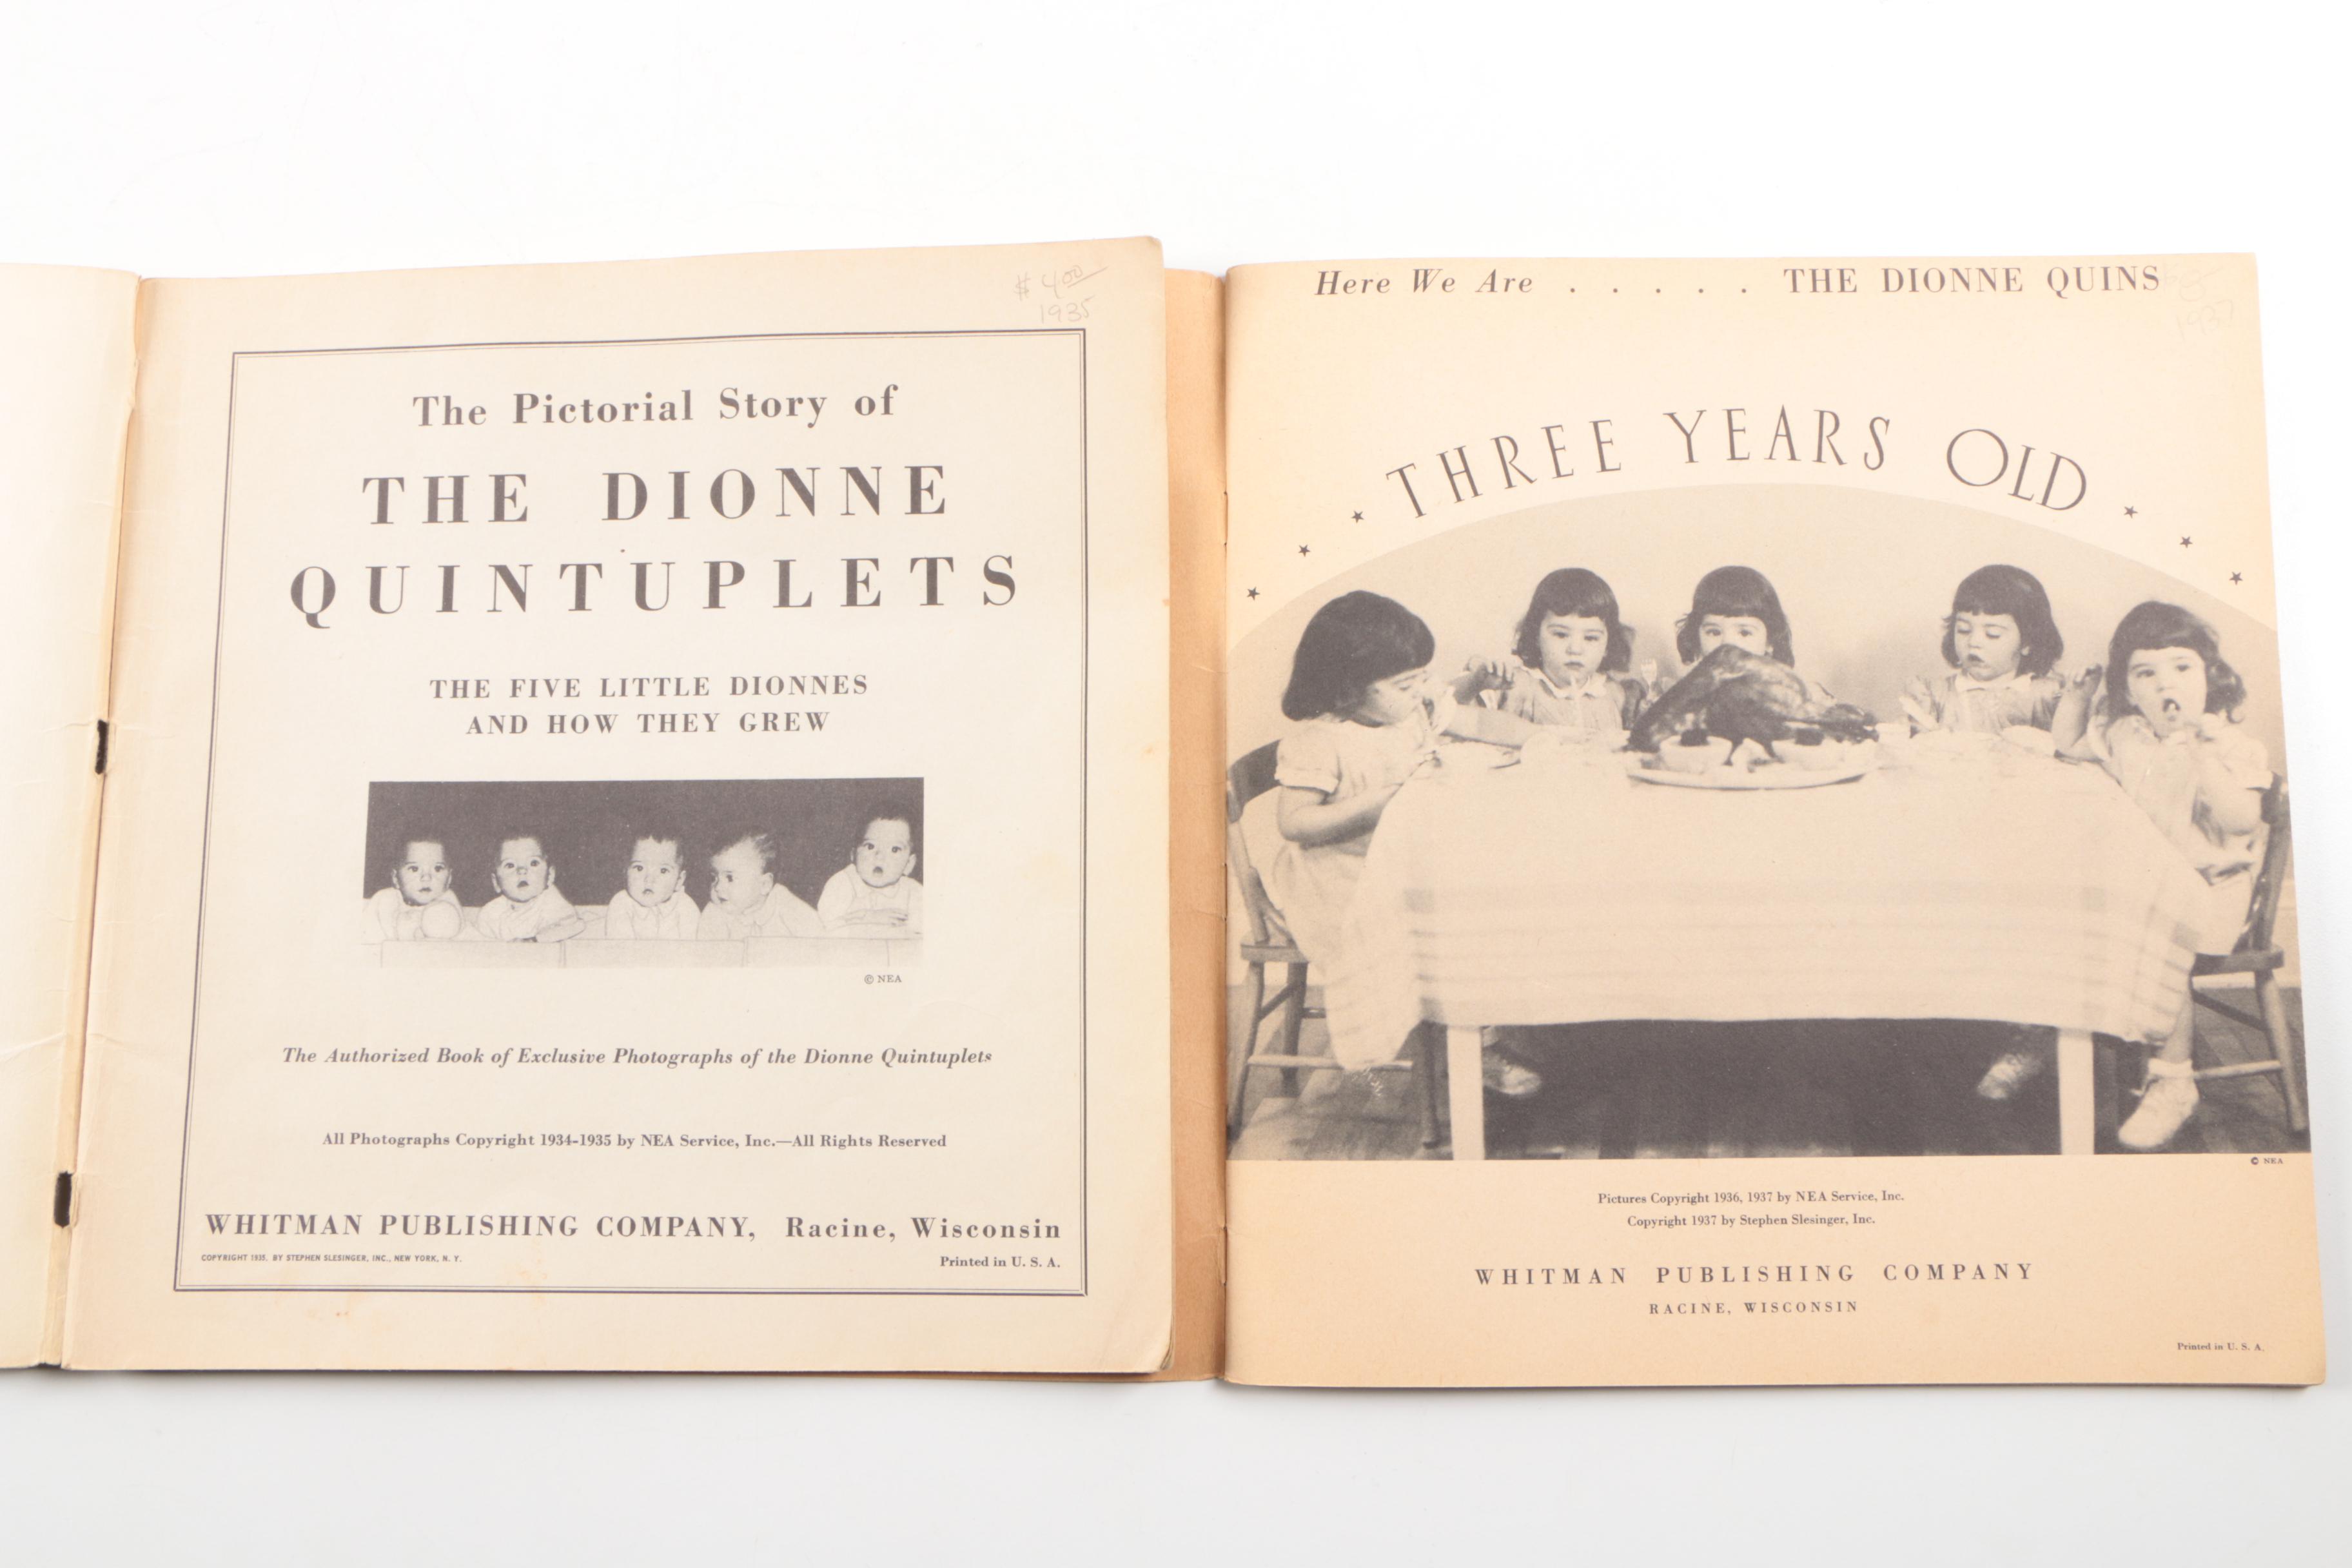 $ 4.00
1935
The Pictorial Story of
THE DIONNE
QUINTUPLETS
THE FIVE LITTLE DIONNES
AND HOW THEY GREW
© NEA
The Authorized Book of Exclusive Photographs of the Dionne Quintuplets
All Photographs Copyright 1934-1935 by NEA Service, Inc.—All Rights Reserved
WHITMAN PUBLISHING COMPANY, Racine, Wisconsin
COPYRIGHT 1935, BY STEPHEN SLESINGER, INC., NEW YORK, N. Y.
Printed in U. S. A.
Here We Are . . . . . THE DIONNE QUINS
1937
THREE YEARS OLD
© NEA
Pictures Copyright 1936, 1937 by NEA Service, Inc.
Copyright 1937 by Stephen Slesinger, Inc.
WHITMAN PUBLISHING COMPANY
RACINE, WISCONSIN
Printed in U. S. A.